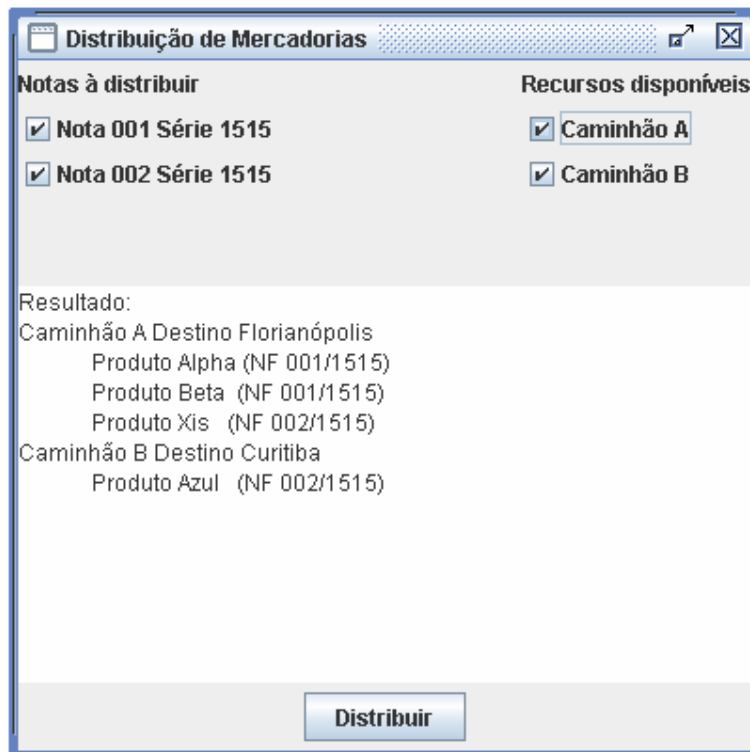 Distribuição de Mercadorias
Notas à distribuir
Recursos disponíveis
Nota 001 Série 1515
Caminhão A
Nota 002 Série 1515
Caminhão B
Resultado:
Caminhão A Destino Florianópolis
Produto Alpha (NF 001/1515)
Produto Beta (NF 001/1515)
Produto Xis (NF 002/1515)
Caminhão B Destino Curitiba
Produto Azul (NF 002/1515)
Distribuir